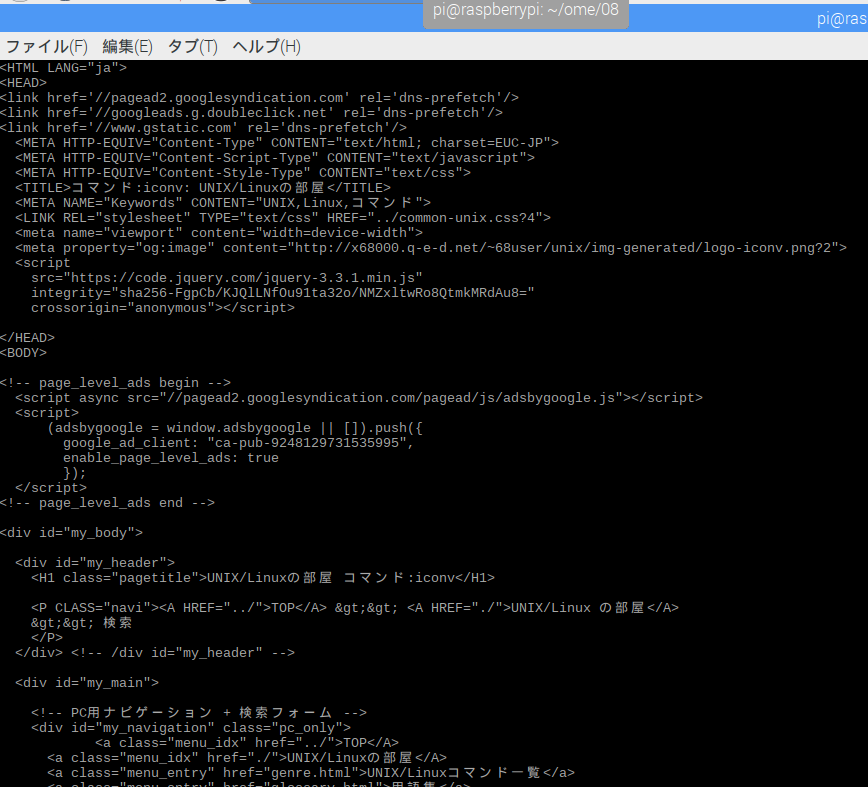 pi@raspberrypi: ~/ome/08
pi@ras
ファイル(F) 編集(E) タブ(T) ヘルプ(H)
<HTML LANG="ja">
<HEAD>
<link href='//pagead2.googlesyndication.com' rel='dns-prefetch'/>
<link href='//googleads.g.doubleclick.net' rel='dns-prefetch'/>
<link href='//www.gstatic.com' rel='dns-prefetch'/>
  <META HTTP-EQUIV="Content-Type" CONTENT="text/html; charset=EUC-JP">
  <META HTTP-EQUIV="Content-Script-Type" CONTENT="text/javascript">
  <META HTTP-EQUIV="Content-Style-Type" CONTENT="text/css">
  <TITLE>コマンド:iconv: UNIX/Linuxの部屋</TITLE>
  <META NAME="Keywords" CONTENT="UNIX,Linux,コマンド">
  <LINK REL="stylesheet" TYPE="text/css" HREF="../common-unix.css?4">
  <meta name="viewport" content="width=device-width">
  <meta property="og:image" content="http://x68000.q-e-d.net/~68user/unix/img-generated/logo-iconv.png?2">
  <script
    src="https://code.jquery.com/jquery-3.3.1.min.js"
    integrity="sha256-FgpCb/KJQlLNfOu91ta32o/NMZxltwRo8QtmkMRdAu8="
    crossorigin="anonymous"></script>
</HEAD>
<BODY>
<!-- page_level_ads begin -->
  <script async src="//pagead2.googlesyndication.com/pagead/js/adsbygoogle.js"></script>
  <script>
      (adsbygoogle = window.adsbygoogle || []).push({
        google_ad_client: "ca-pub-9248129731535995",
        enable_page_level_ads: true
        });
  </script>
<!-- page_level_ads end -->
<div id="my_body">
  <div id="my_header">
    <H1 class="pagetitle">UNIX/Linuxの部屋 コマンド:iconv</H1>
    <P CLASS="navi"><A HREF="../">TOP</A> &gt;&gt; <A HREF="./">UNIX/Linux の部屋</A>
    &gt;&gt; 検索
    </P>
  </div> <!-- /div id="my_header" -->
  <div id="my_main">
    <!-- PC用ナビゲーション + 検索フォーム -->
    <div id="my_navigation" class="pc_only">
            <a class="menu_idx" href="../">TOP</A>
      <a class="menu_idx" href="./">UNIX/Linuxの部屋</A>
      <a class="menu_entry" href="genre.html">UNIX/Linuxコマンド一覧</a>
      <a class="menu_entry" href="glossary.html">用語集</a>